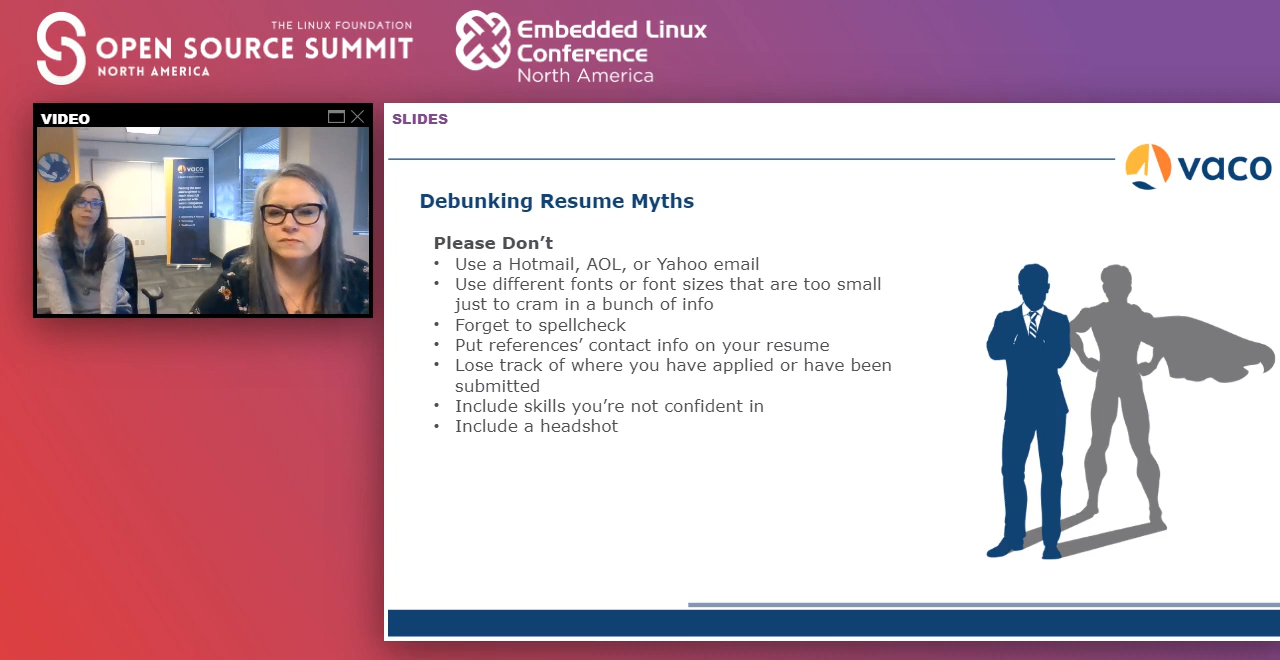 THE LINUX FOUNDATION
OPEN SOURCE SUMMIT
NORTH AMERICA
Embedded Linux
Conference
North America
VIDEO
vaco
SLIDES
vaco
Debunking Resume Myths
Please Don’t
• Use a Hotmail, AOL, or Yahoo email
• Use different fonts or font sizes that are too small
just to cram in a bunch of info
• Forget to spellcheck
• Put references’ contact info on your resume
• Lose track of where you have applied or have been
submitted
• Include skills you’re not confident in
• Include a headshot